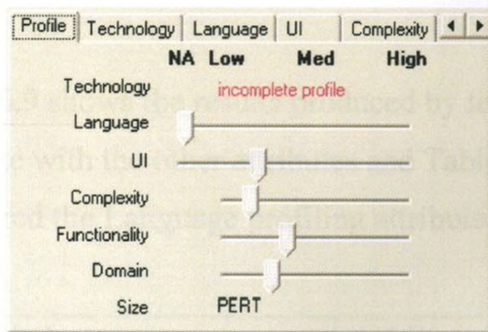 Profile Technology Language UI Complexity
NA Low Med High
Technology incomplete profile
Language
UI
Complexity
Functionality
Domain
Size PERT